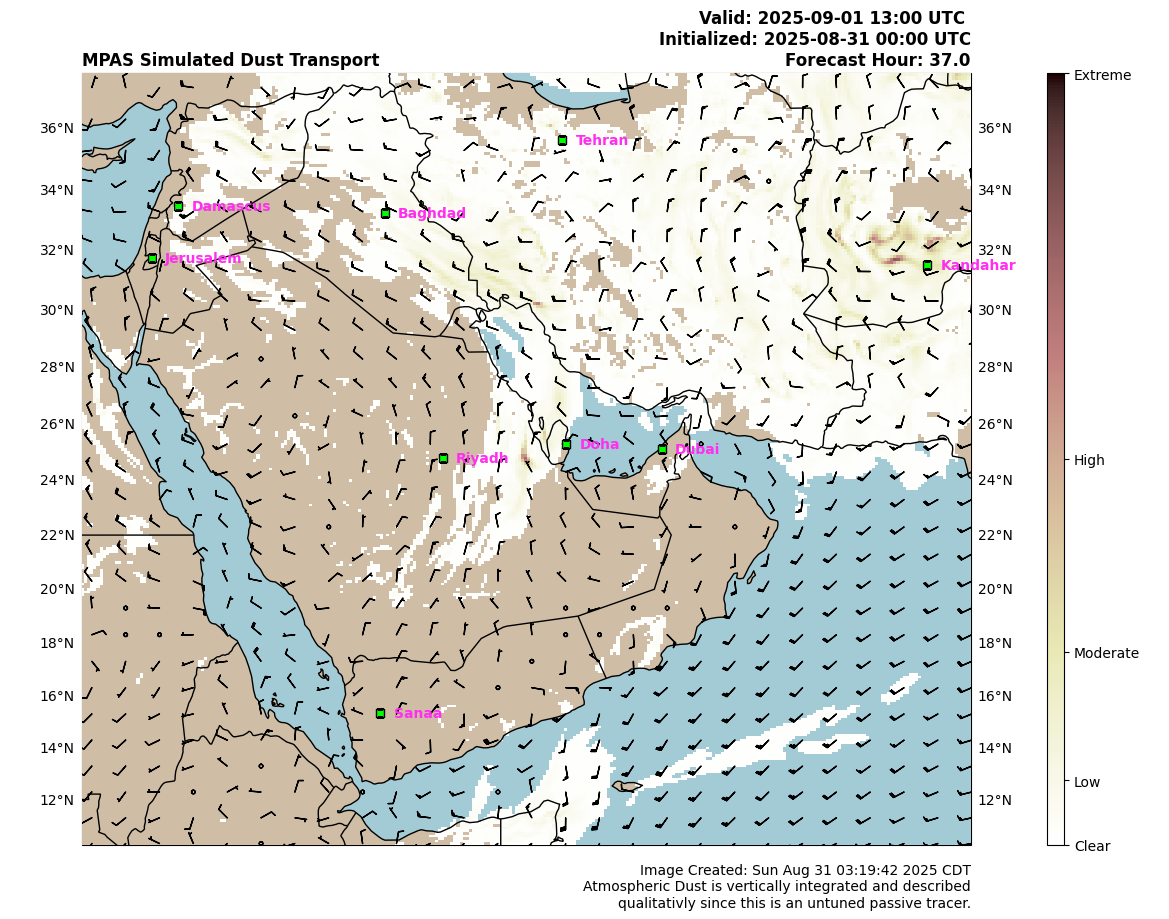 Valid: 2025-09-01 13:00 UTC
Initialized: 2025-08-31 00:00 UTC
MPAS Simulated Dust Transport Forecast Hour: 37.0
Extreme
36°N 36°N
Tehran
34°N 34°N
Damascus
Baghdad
32°N 32°N
Jerusalem
Kandahar
30°N 30°N
28°N 28°N
26°N 26°N
Doha
Dubai
Riyadh
High
24°N 24°N
22°N 22°N
20°N 20°N
18°N 18°N
Moderate
16°N 16°N
Sanaa
14°N 14°N
Low
12°N 12°N
Clear
Image Created: Sun Aug 31 03:19:42 2025 CDT
Atmospheric Dust is vertically integrated and described
qualitativly since this is an untuned passive tracer.